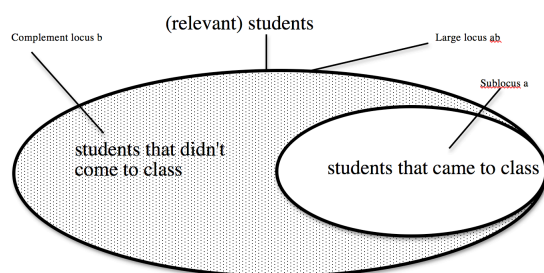 (relevant) students
Complement locus b
Large locus ab
Sublocus a
students that didn't
come to class
students that came to class